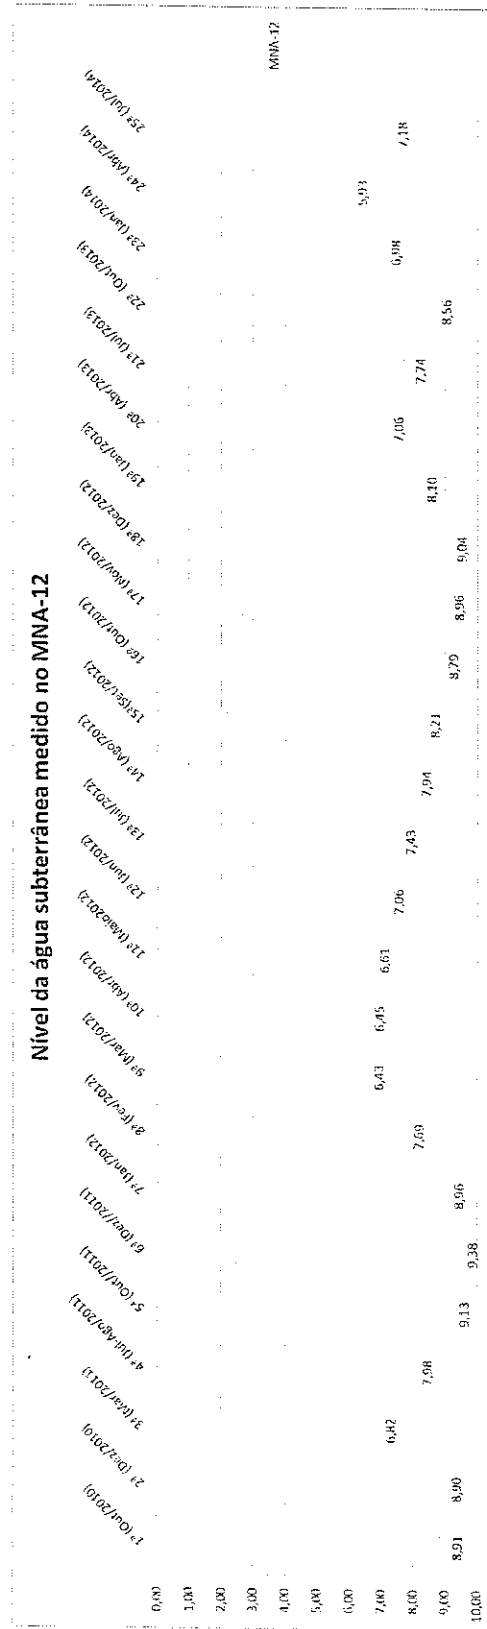 Nível da água subterrânea medido no MNA-12
1ª (Out/2010)
2ª (Dez/2010)
3ª (Mar/2011)
4ª (Jul-Ago/2011)
5ª (Out//2011)
6ª (Dez//2011)
7ª (Jan/2012)
8ª (Fev/2012)
9ª (Mar/2012)
10ª (Abr/2012)
11ª (Maio2012)
12ª (Jun/2012)
13ª (Jul/2012)
14ª (Ago/2012)
15ª(Set/2012)
16ª (Out/2012)
17ª (Nov/2012)
18ª (Dez/2012)
19ª (Jan/2013)
20ª (Abr/2013)
21ª (Jul/2013)
22ª (Out/2013)
23ª (Jan/2014)
24ª (Abr/2014)
25ª (Jul/2014)
0,00
1,00
2,00
3,00
4,00
5,00
6,00
7,00
8,00
9,00
10,00
8,91
8,90
6,82
7,98
9,13
9,38
8,96
7,69
6,43
6,45
6,61
7,06
7,43
7,94
8,21
8,79
8,96
9,04
8,10
7,06
7,74
8,56
6,98
5,93
7,18
MNA-12